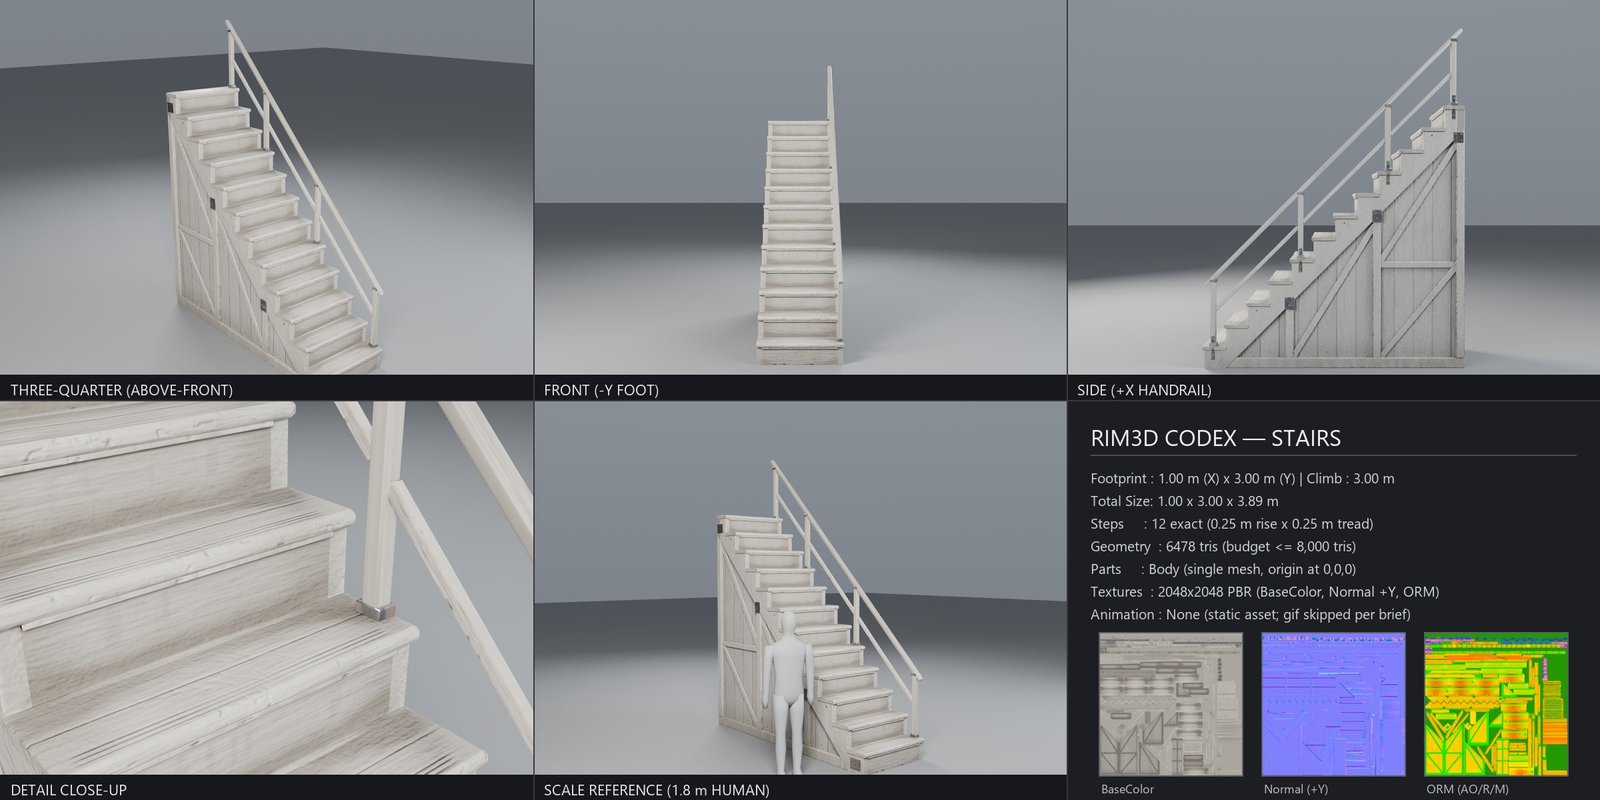 THREE-QUARTER (ABOVE-FRONT)
FRONT (-Y FOOT)
SIDE (+X HANDRAIL)
DETAIL CLOSE-UP
SCALE REFERENCE (1.8 m HUMAN)
RIM3D CODEX — STAIRS
Footprint : 1.00 m (X) x 3.00 m (Y) | Climb : 3.00 m
Total Size: 1.00 x 3.00 x 3.89 m
Steps : 12 exact (0.25 m rise x 0.25 m tread)
Geometry : 6478 tris (budget <= 8,000 tris)
Parts : Body (single mesh, origin at 0,0,0)
Textures : 2048x2048 PBR (BaseColor, Normal +Y, ORM)
Animation : None (static asset; gif skipped per brief)
BaseColor
Normal (+Y)
ORM (AO/R/M)